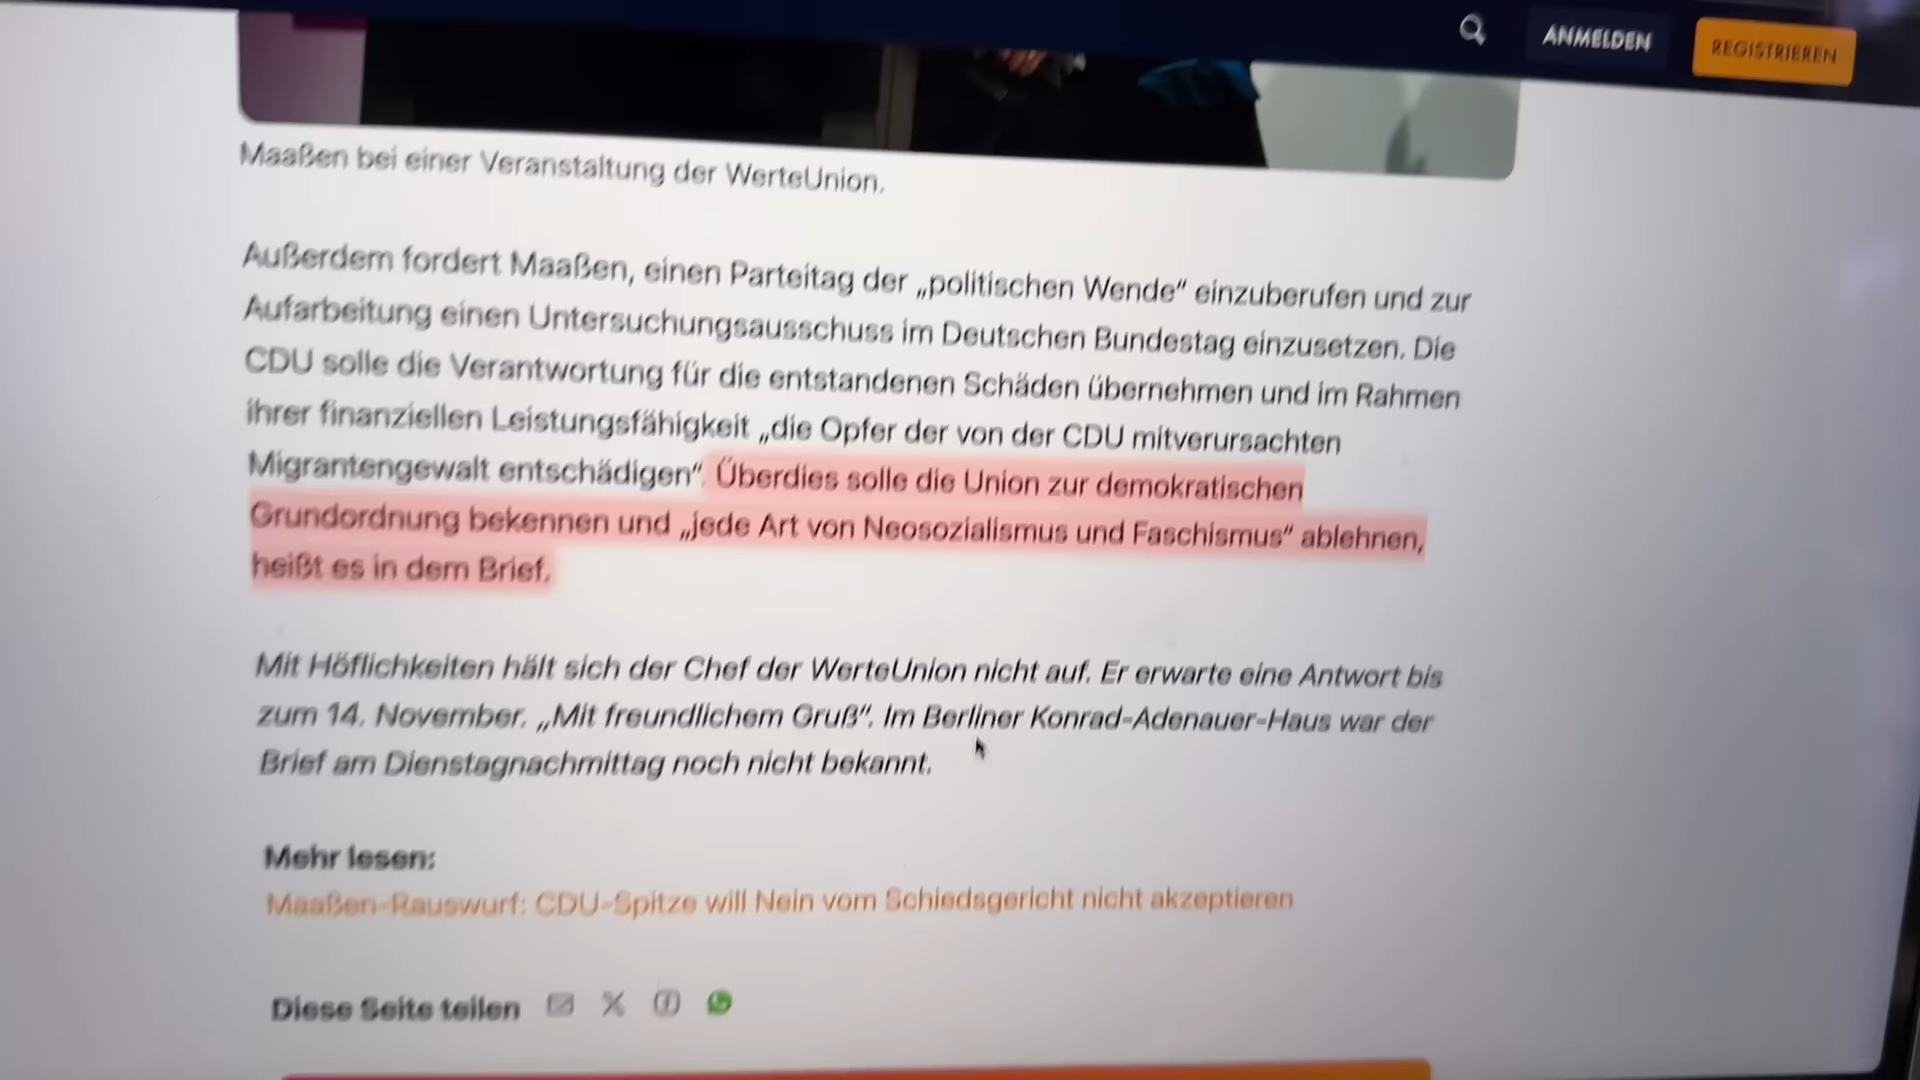 ANMELDEN
REGISTRIEREN
Maaßen bei einer Veranstaltung der WerteUnion.
Außerdem fordert Maaßen, einen Parteitag der „politischen Wende“ einzuberufen und zur
Aufarbeitung einen Untersuchungsausschuss im Deutschen Bundestag einzusetzen. Die
CDU solle die Verantwortung für die entstandenen Schäden übernehmen und im Rahmen
ihrer finanziellen Leistungsfähigkeit „die Opfer der von der CDU mitverursachten
Migrantengewalt entschädigen“. Überdies solle die Union zur demokratischen
Grundordnung bekennen und „jede Art von Neosozialismus und Faschismus“ ablehnen,
heißt es in dem Brief.
Mit Höflichkeiten hält sich der Chef der WerteUnion nicht auf. Er erwarte eine Antwort bis
zum 14. November. „Mit freundlichem Gruß“. Im Berliner Konrad-Adenauer-Haus war der
Brief am Dienstagnachmittag noch nicht bekannt.
Mehr lesen:
Maaßen-Rauswurf: CDU-Spitze will Nein vom Schiedsgericht nicht akzeptieren
Diese Seite teilen